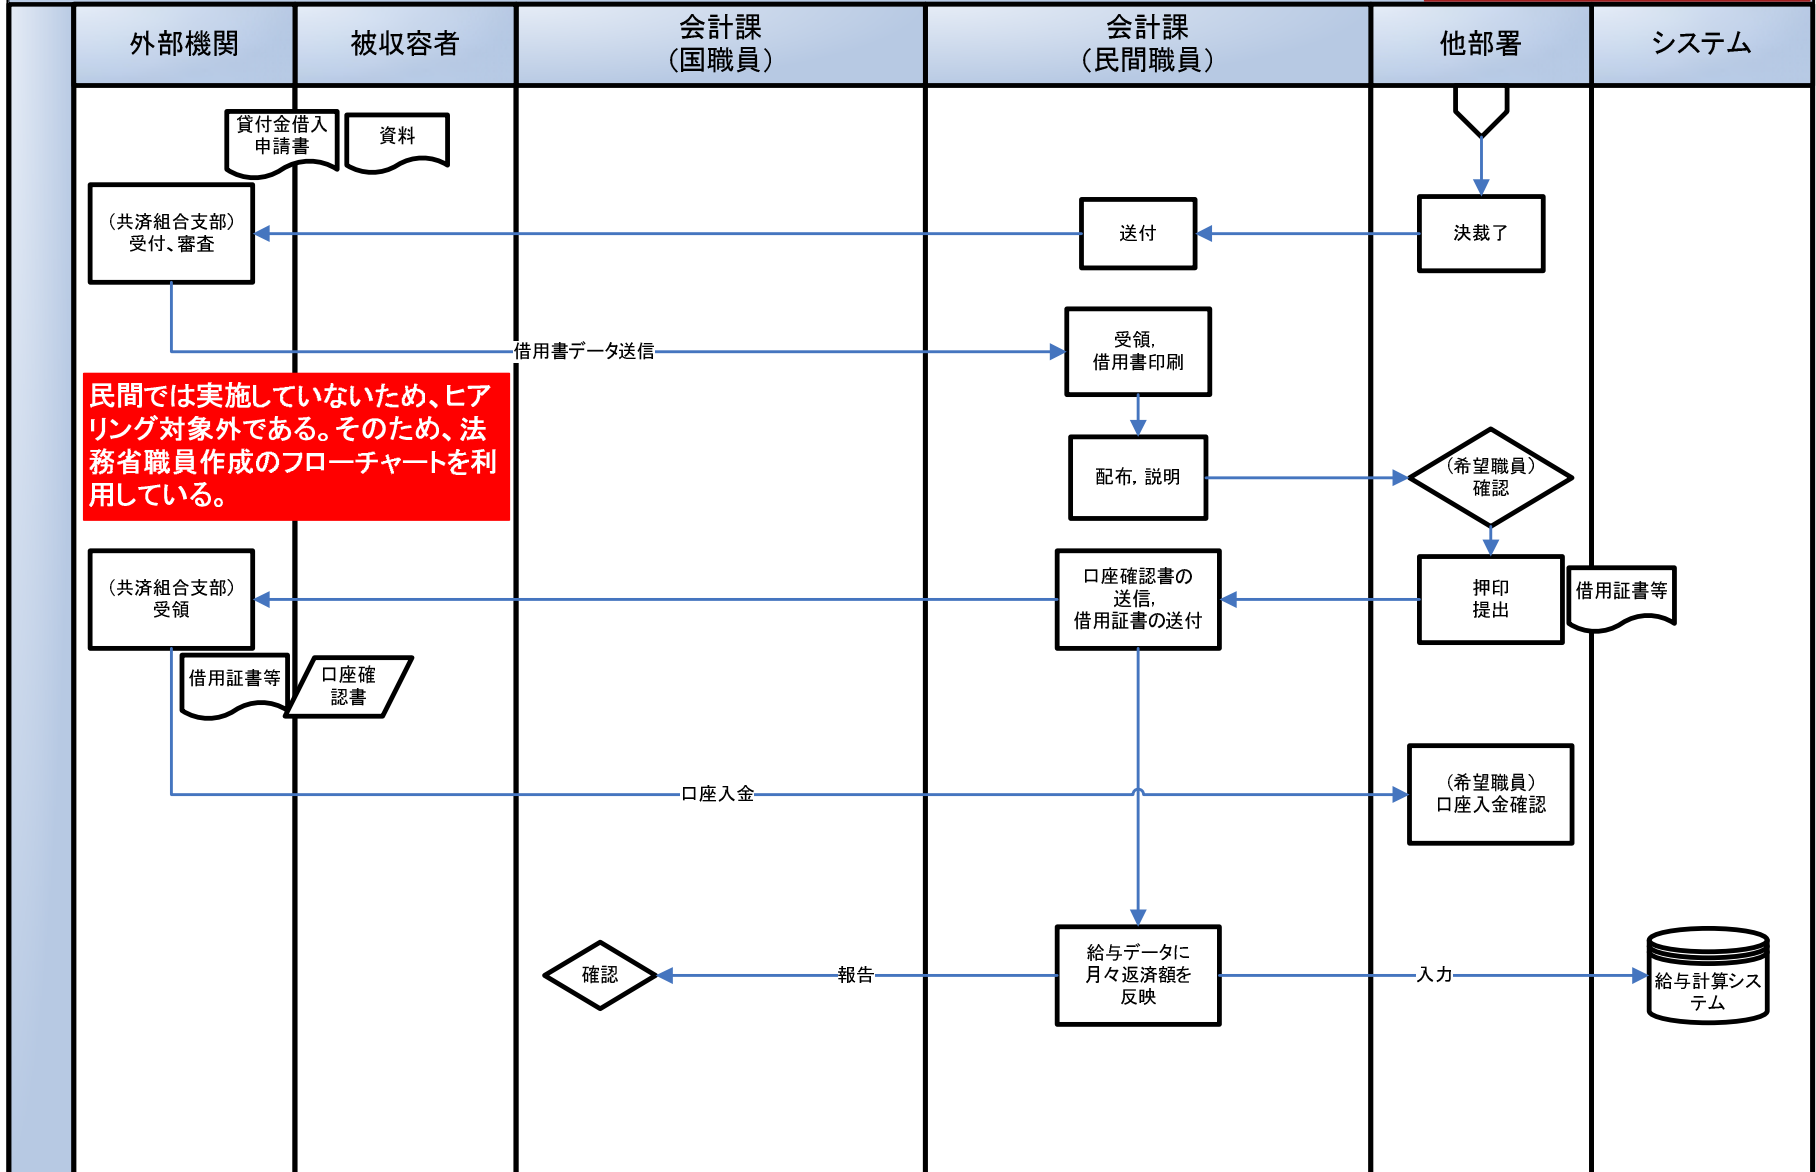 外部機関
被収容者
会計課
（国職員）
会計課
（民間職員）
他部署
システム
貸付金借入
申請書
資料
（共済組合支部）
受付、審査
送付
決裁了
借用書データ送信
受領，
借用書印刷
民間では実施していないため、ヒア
リング対象外である。そのため、法
務省職員作成のフローチャートを利
用している。
配布，説明
（希望職員）
確認
（共済組合支部）
受領
口座確認書の
送信，
借用証書の送付
押印
提出
借用証書等
借用証書等
口座確
認書
口座入金
（希望職員）
口座入金確認
確認
報告
給与データに
月々返済額を
反映
入力
給与計算シス
テム